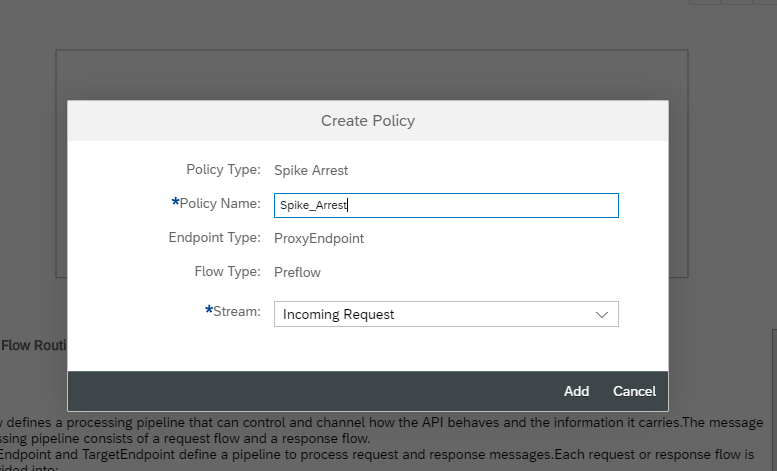 Create Policy
Policy Type: Spike Arrest
*Policy Name: Spike_Arrest
Endpoint Type: ProxyEndpoint
Flow Type: Preflow
*Stream: Incoming Request
Flow Routi
Add Cancel
defines a processing pipeline that can control and channel how the API behaves and the information it carries.The message
ssing pipeline consists of a request flow and a response flow.
Endpoint and TargetEndpoint define a pipeline to process request and response messages.Each request or response flow is
vided into: